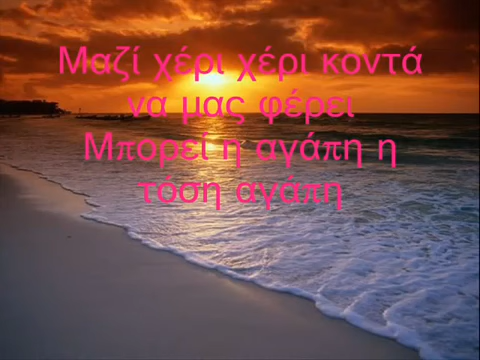 Μαζί χέρι χέρι κοντά
να μας φέρει
Μπορεί η αγάπη η
τόση αγάπη